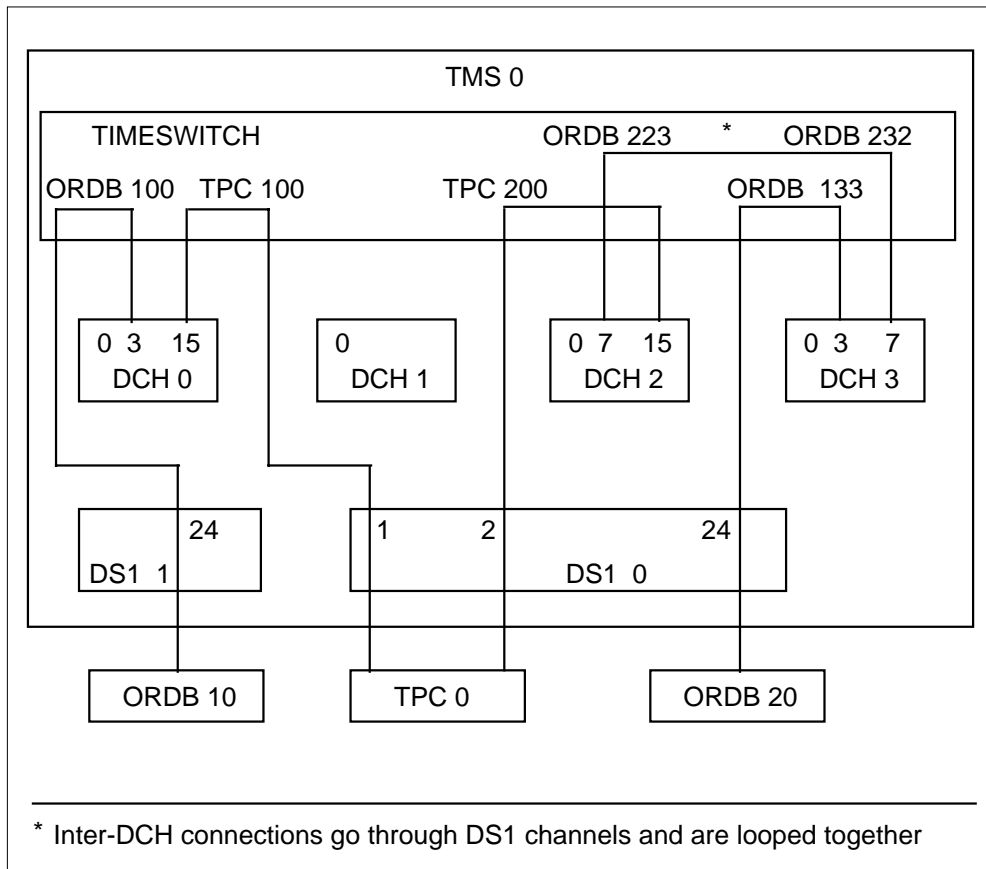 TMS 0
TIMESWITCH ORDB 223 * ORDB 232
ORDB 100 TPC 100 TPC 200 ORDB 133
0 3 15 0 0 7 15 0 3 7
DCH 0 DCH 1 DCH 2 DCH 3
24 1 2 24
DS1 1 DS1 0
ORDB 10 TPC 0 ORDB 20
* Inter-DCH connections go through DS1 channels and are looped together